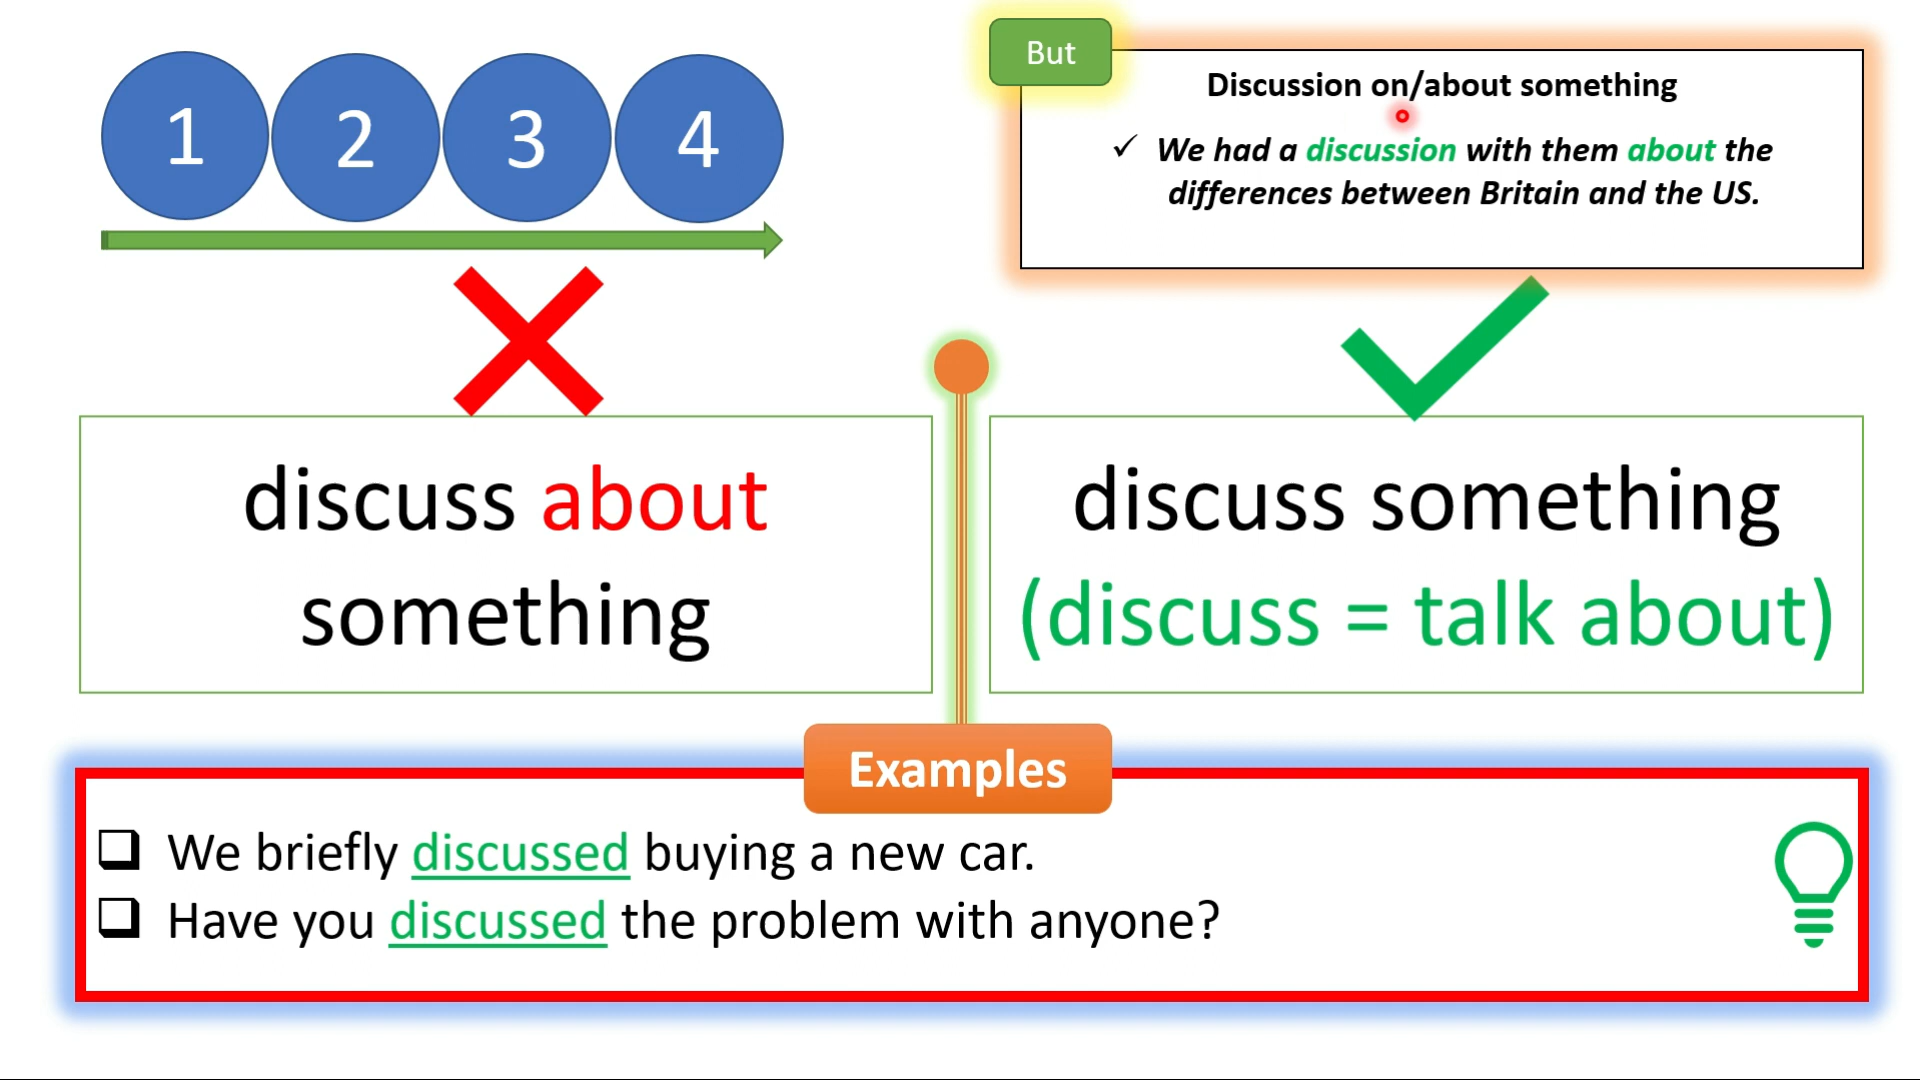 1 2 3 4
But
Discussion on/about something
✓ We had a discussion with them about the
differences between Britain and the US.
discuss about
something
discuss something
(discuss = talk about)
Examples
❑ We briefly discussed buying a new car.
❑ Have you discussed the problem with anyone?